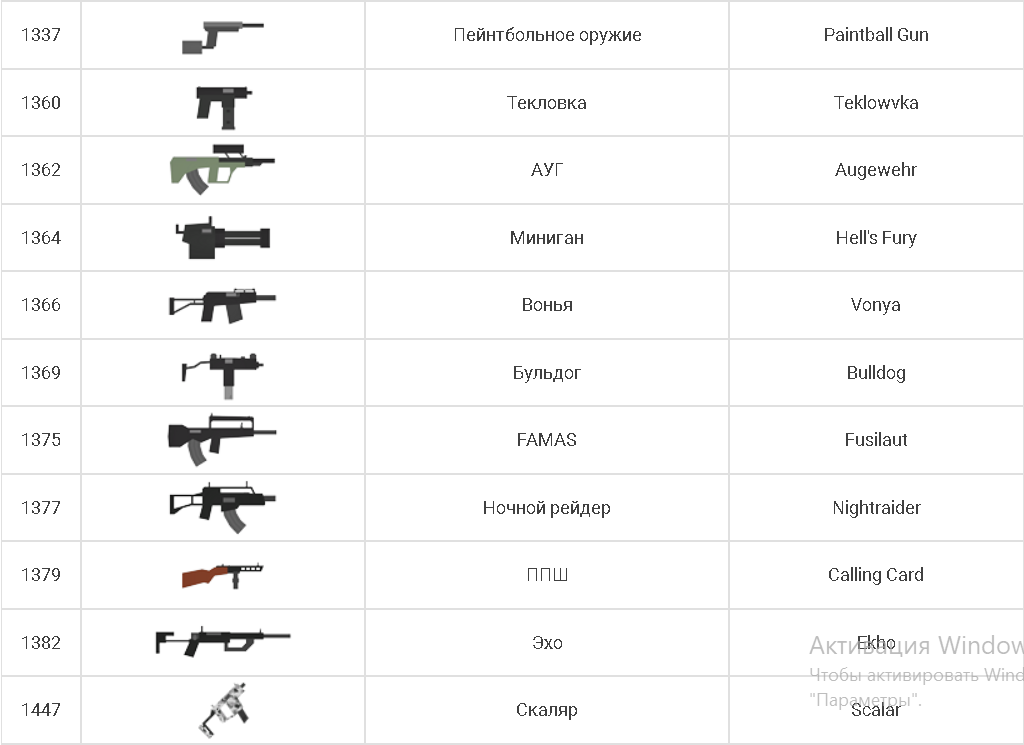 1337 Пейнтбольное оружие Paintball Gun
1360 Текловка Teklowvka
1362 АУГ Augewehr
1364 Миниган Hell's Fury
1366 Вонья Vonya
1369 Бульдог Bulldog
1375 FAMAS Fusilaut
1377 Ночной рейдер Nightraider
1379 ППШ Calling Card
1382 Эхо Ekho
Активация Window
Чтобы активировать Wind
"Параметры".
1447 Скаляр Scalar